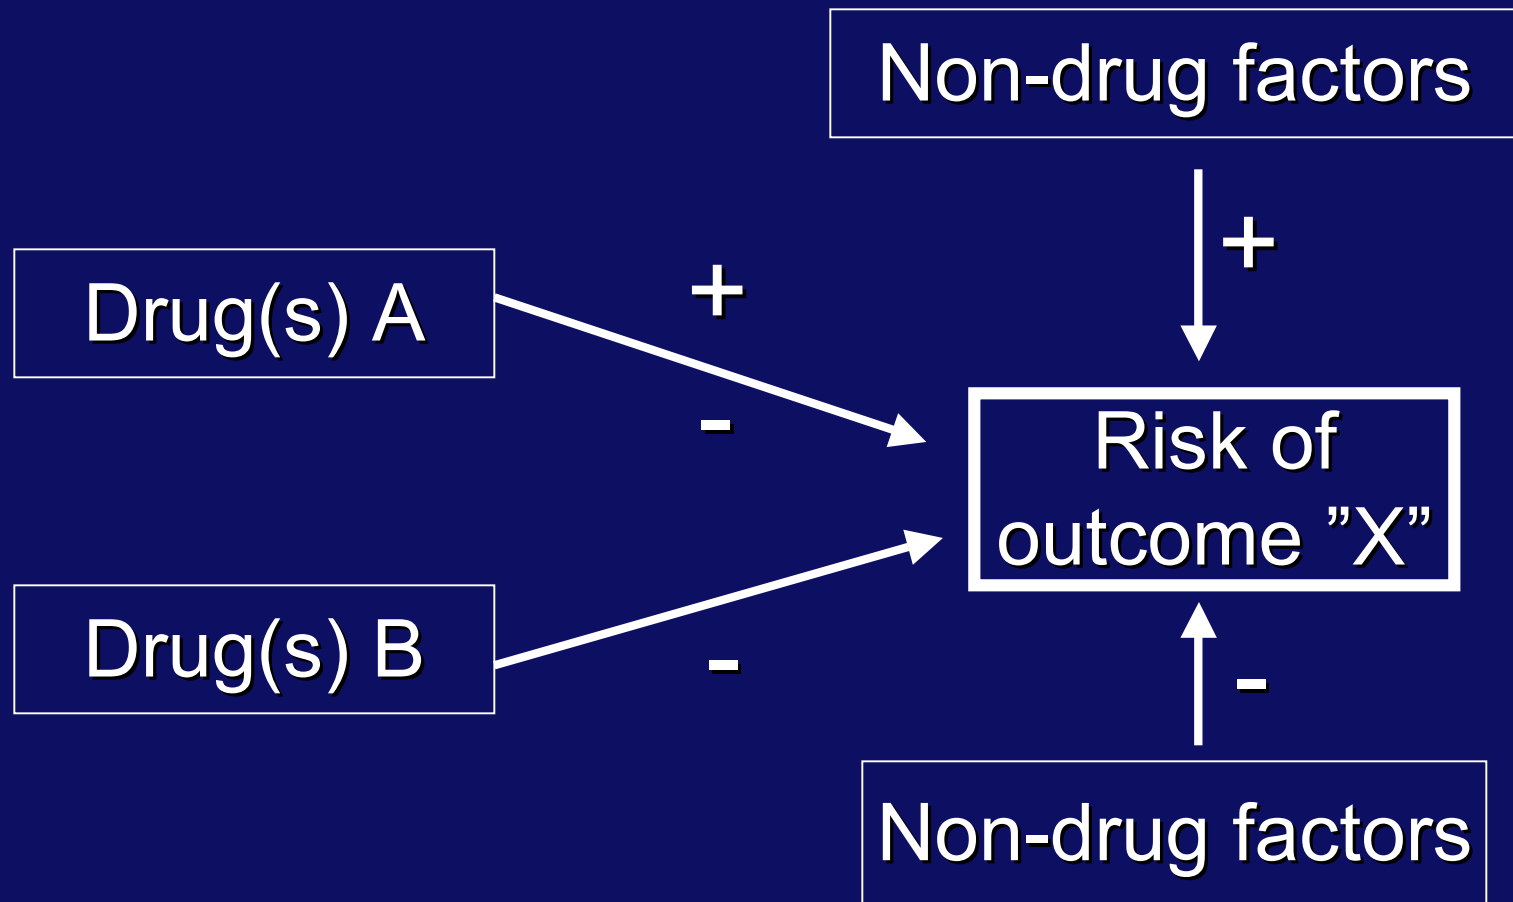 Non-drug factors
+
Drug(s) A
+
-
Risk of
outcome ”X”
Drug(s) B
-
-
Non-drug factors